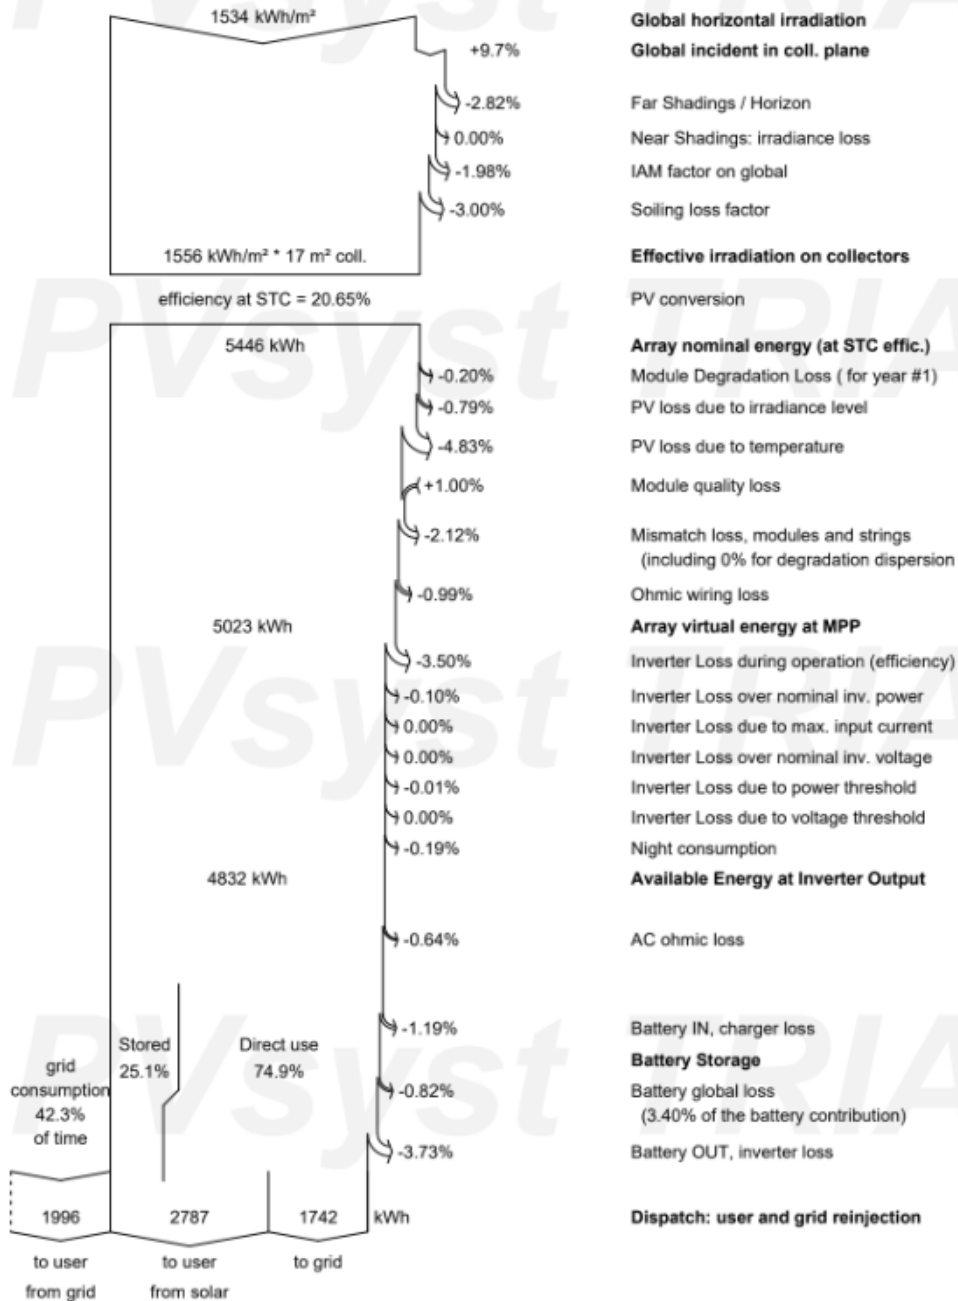 PVsyst TRIA
1534 kWh/m²
Global horizontal irradiation
+9.7%
Global incident in coll. plane
-2.82%
Far Shadings / Horizon
0.00%
Near Shadings: irradiance loss
-1.98%
IAM factor on global
-3.00%
Soiling loss factor
1556 kWh/m² * 17 m² coll.
Effective irradiation on collectors
efficiency at STC = 20.65%
PV conversion
PVsyst TRIA
5446 kWh
Array nominal energy (at STC effic.)
-0.20%
Module Degradation Loss ( for year #1)
-0.79%
PV loss due to irradiance level
-4.83%
PV loss due to temperature
+1.00%
Module quality loss
-2.12%
Mismatch loss, modules and strings
(including 0% for degradation dispersion
-0.99%
Ohmic wiring loss
5023 kWh
Array virtual energy at MPP
-3.50%
Inverter Loss during operation (efficiency)
PVsyst TRIA
-0.10%
Inverter Loss over nominal inv. power
0.00%
Inverter Loss due to max. input current
0.00%
Inverter Loss over nominal inv. voltage
-0.01%
Inverter Loss due to power threshold
0.00%
Inverter Loss due to voltage threshold
-0.19%
Night consumption
4832 kWh
Available Energy at Inverter Output
-0.64%
AC ohmic loss
-1.19%
Battery IN, charger loss
Stored
25.1%
Direct use
74.9%
Battery Storage
PVsyst TRIA
grid
consumption
42.3%
of time
-0.82%
Battery global loss
(3.40% of the battery contribution)
-3.73%
Battery OUT, inverter loss
1996
2787
1742
kWh
Dispatch: user and grid reinjection
to user
from grid
to user
from solar
to grid